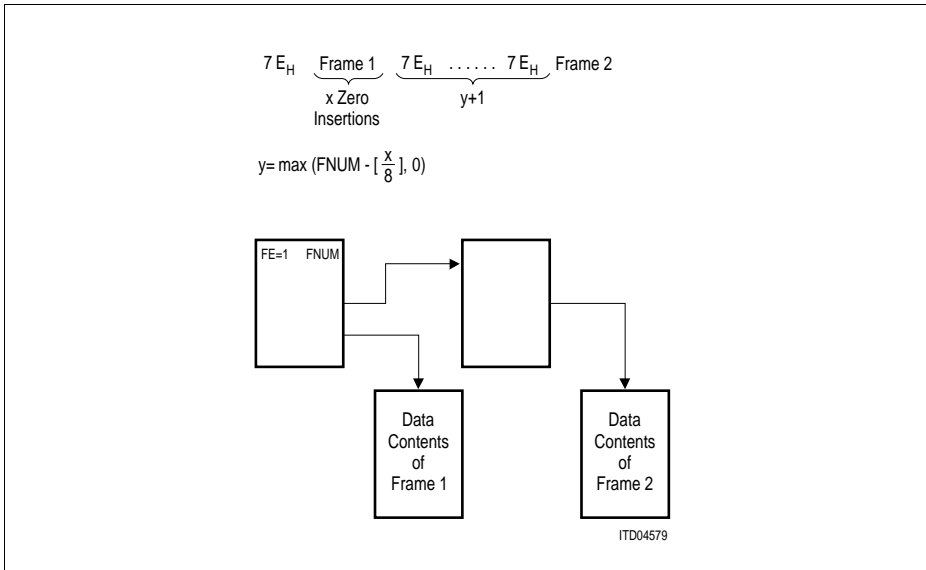 7 E_H Frame 1 7 E_H . . . . . . 7 E_H Frame 2
x Zero
Insertions
y+1
y= max (FNUM - [ x/8 ], 0)
FE=1 FNUM
Data
Contents
of
Frame 1
Data
Contents
of
Frame 2
ITD04579